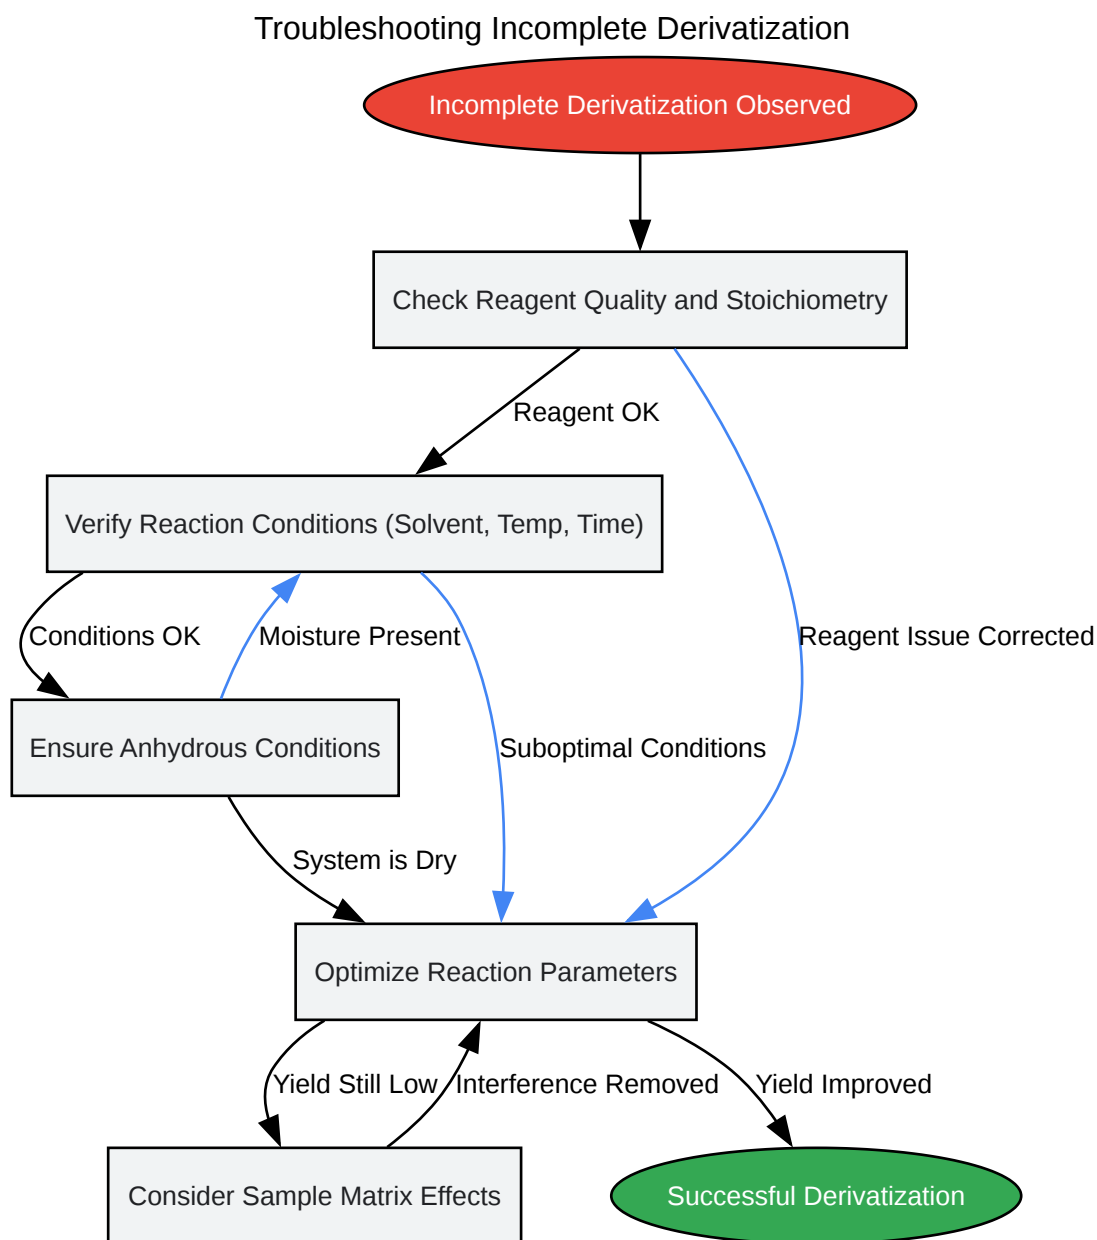 Troubleshooting Incomplete Derivatization
Incomplete Derivatization Observed
Check Reagent Quality and Stoichiometry
Reagent OK
Verify Reaction Conditions (Solvent, Temp, Time)
Conditions OK
Moisture Present
Reagent Issue Corrected
Ensure Anhydrous Conditions
Suboptimal Conditions
System is Dry
Optimize Reaction Parameters
Yield Still Low
Interference Removed
Yield Improved
Consider Sample Matrix Effects
Successful Derivatization